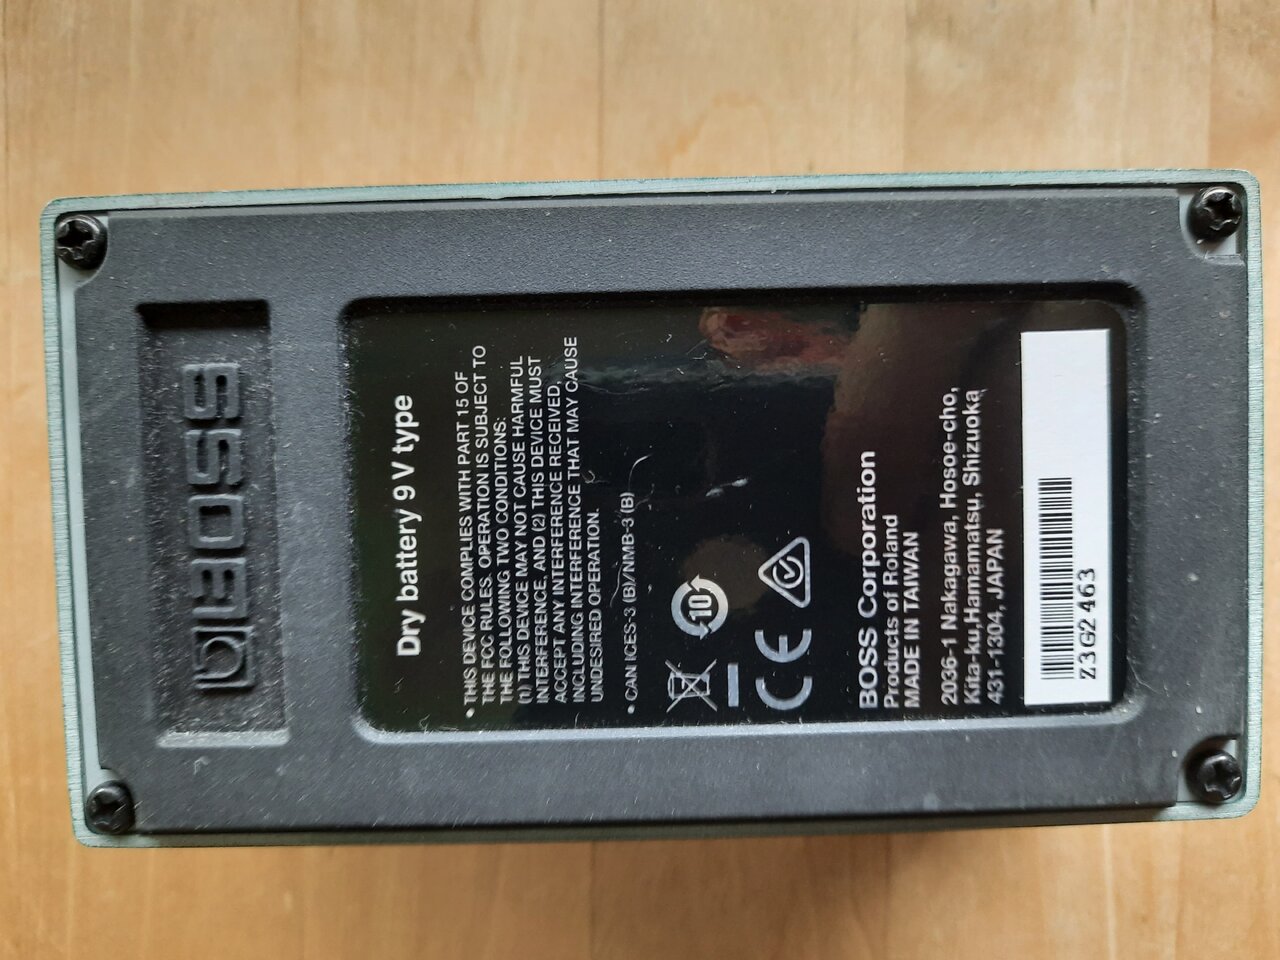 BOSS
Dry battery 9 V type
• THIS DEVICE COMPLIES WITH PART 15 OF
THE FCC RULES. OPERATION IS SUBJECT TO
THE FOLLOWING TWO CONDITIONS:
(1) THIS DEVICE MAY NOT CAUSE HARMFUL
INTERFERENCE, AND (2) THIS DEVICE MUST
ACCEPT ANY INTERFERENCE RECEIVED,
INCLUDING INTERFERENCE THAT MAY CAUSE
UNDESIRED OPERATION.
• CAN ICES-3 (B)/NMB-3 (B)
10
CE
BOSS Corporation
Products of Roland
MADE IN TAIWAN
2036-1 Nakagawa, Hosoe-cho,
Kita-ku,Hamamatsu, Shizuoka
431-1304, JAPAN
Z3G2463